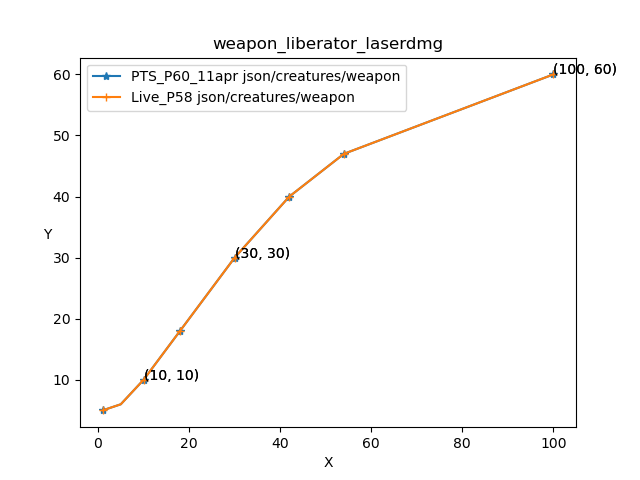 weapon_liberator_laserdmg
PTS_P60_11apr json/creatures/weapon
Live_P58 json/creatures/weapon
(100, 60)
(30, 30)
(10, 10)
60
50
40
30
20
10
Y
0 20 40 60 80 100
X